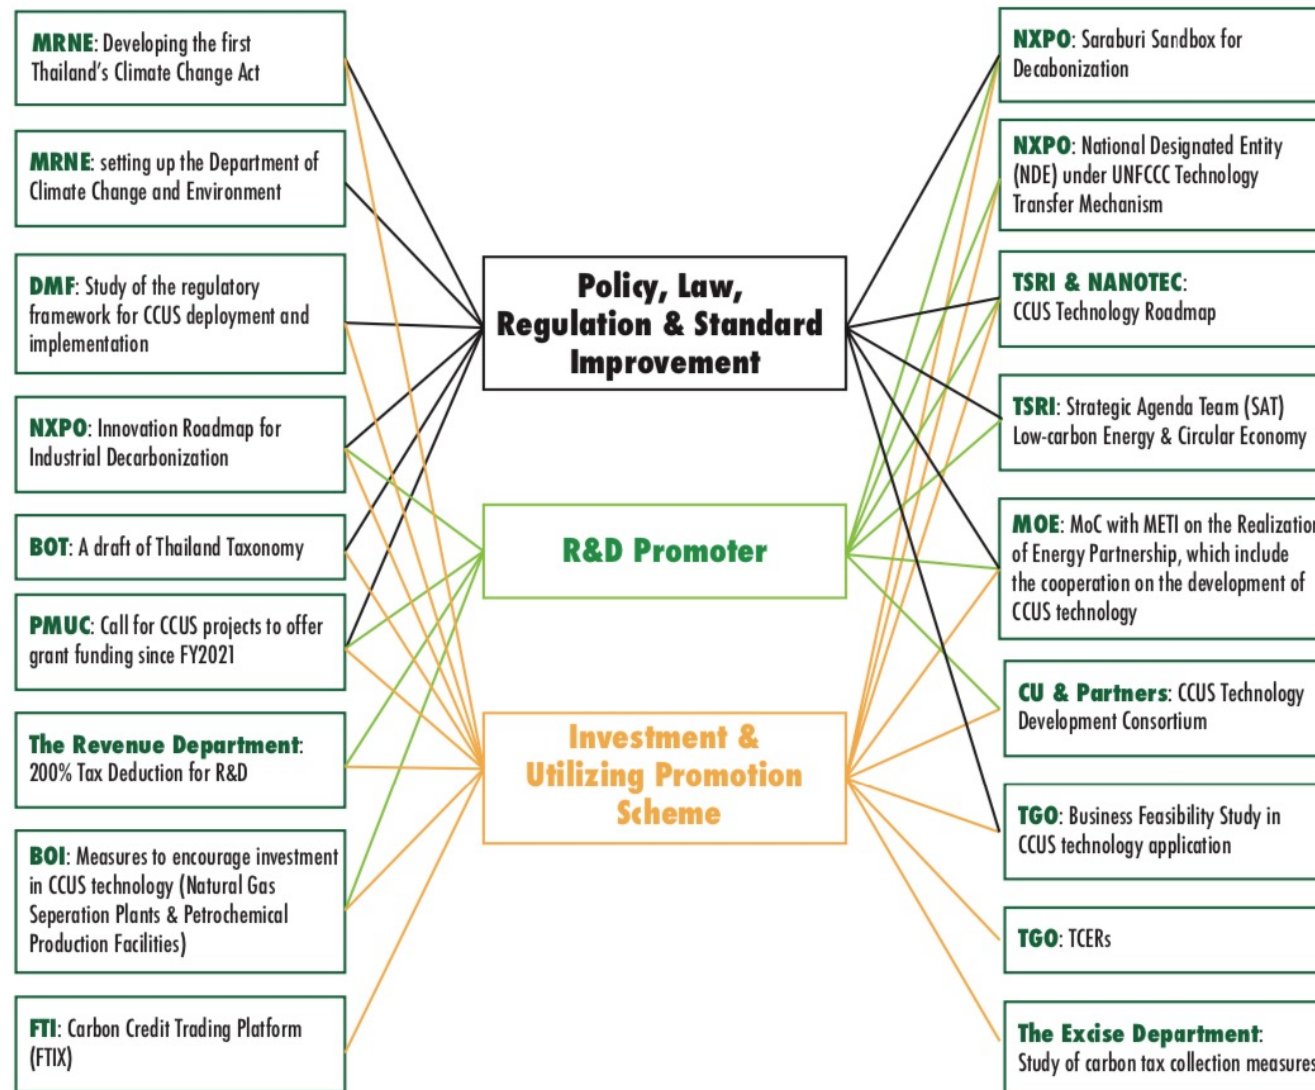 MRNE: Developing the first
Thailand's Climate Change Act
MRNE: setting up the Department of
Climate Change and Environment
DMF: Study of the regulatory
framework for CCUS deployment and
implementation
NXPO: Innovation Roadmap for
Industrial Decarbonization
BOT: A draft of Thailand Taxonomy
PMUC: Call for CCUS projects to offer
grant funding since FY2021
The Revenue Department:
200% Tax Deduction for R&D
BOI: Measures to encourage investment
in CCUS technology (Natural Gas
Seperation Plants & Petrochemical
Production Facilities)
FTI: Carbon Credit Trading Platform
(FTIX)
Policy, Law,
Regulation & Standard
Improvement
R&D Promoter
Investment &
Utilizing Promotion
Scheme
NXPO: Saraburi Sandbox for
Decabonization
NXPO: National Designated Entity
(NDE) under UNFCCC Technology
Transfer Mechanism
TSRI & NANOTEC:
CCUS Technology Roadmap
TSRI: Strategic Agenda Team (SAT)
Low-carbon Energy & Circular Economy
MOE: MoC with METI on the Realization
of Energy Partnership, which include
the cooperation on the development of
CCUS technology
CU & Partners: CCUS Technology
Development Consortium
TGO: Business Feasibility Study in
CCUS technology application
TGO: TCERs
The Excise Department:
Study of carbon tax collection measures